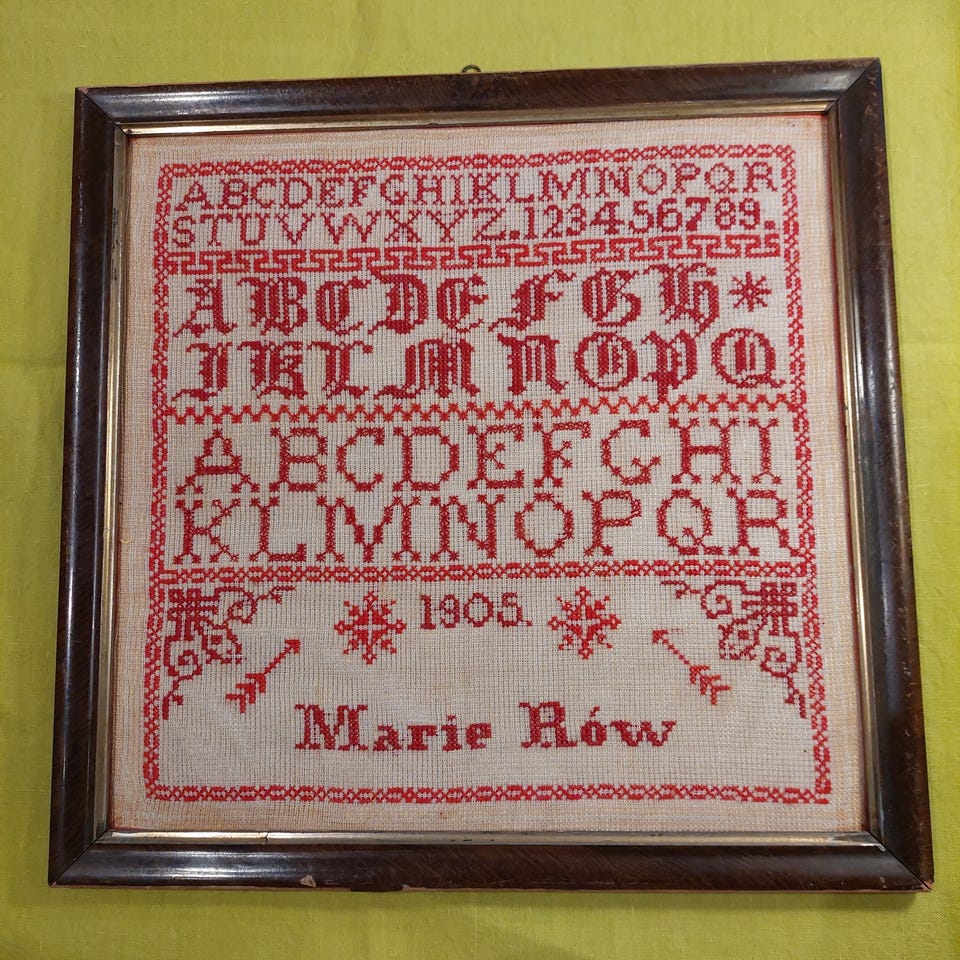 ABCDEFGHIKLMNOPQR
STUVWXYZ.123456789.
ABCDEFGH
IKLMNOPQ
ABCDEFGHI
KLMNOPQR
1905.
Marie Rów